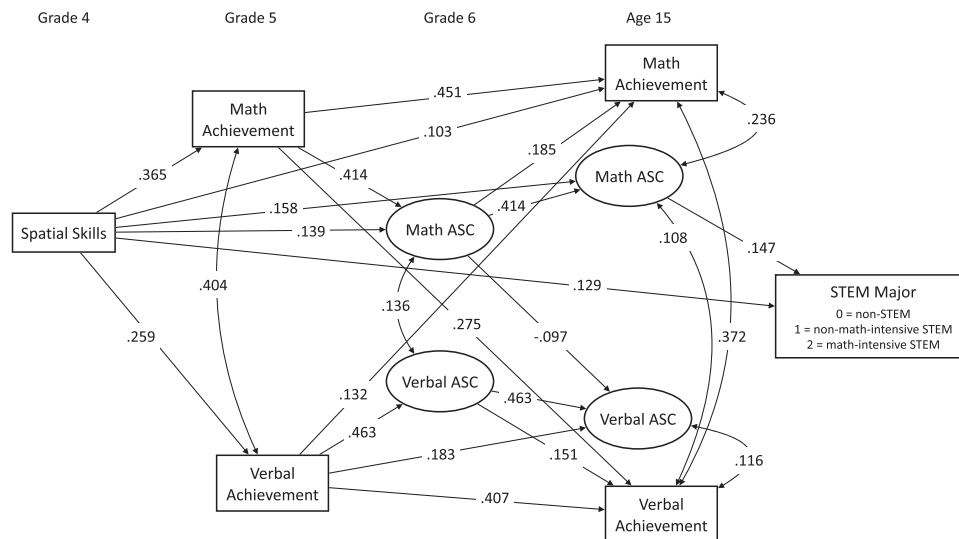 Grade 4
Grade 5
Grade 6
Age 15
Math
Achievement
.451
Math
Achievement
.103
.236
.185
.365
.414
Math ASC
.158
.414
Spatial Skills
.139
Math ASC
.108
.147
.404
.129
STEM Major
0 = non-STEM
1 = non-math-intensive STEM
2 = math-intensive STEM
.136
.259
.275
-.097
.372
Verbal ASC
.132
.463
Verbal ASC
.463
.183
.151
.116
Verbal
Achievement
.407
Verbal
Achievement